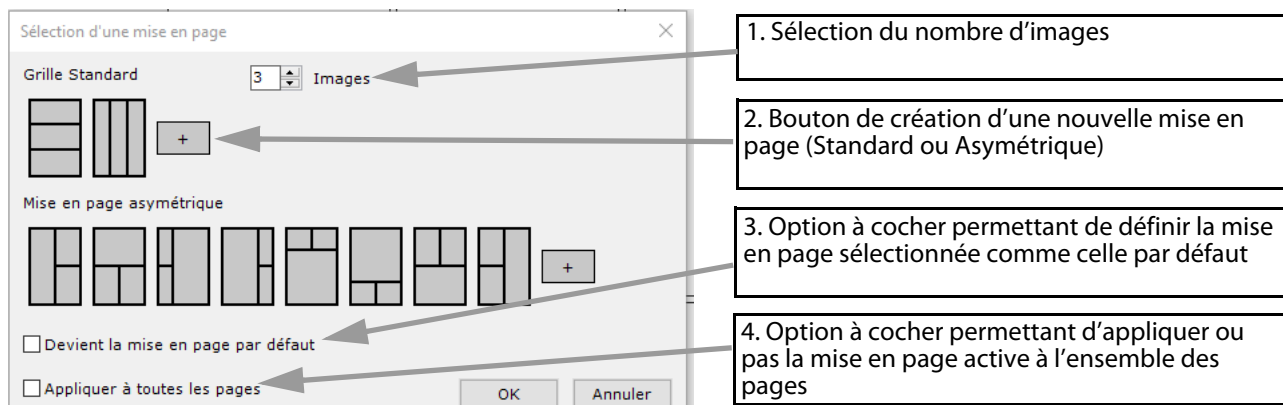 Sélection d'une mise en page
Grille Standard
3 Images
+
Mise en page asymétrique
+
Devient la mise en page par défaut
Appliquer à toutes les pages
OK Annuler
1. Sélection du nombre d’images
2. Bouton de création d’une nouvelle mise en
page (Standard ou Asymétrique)
3. Option à cocher permettant de définir la mise
en page sélectionnée comme celle par défaut
4. Option à cocher permettant d’appliquer ou
pas la mise en page active à l’ensemble des
pages